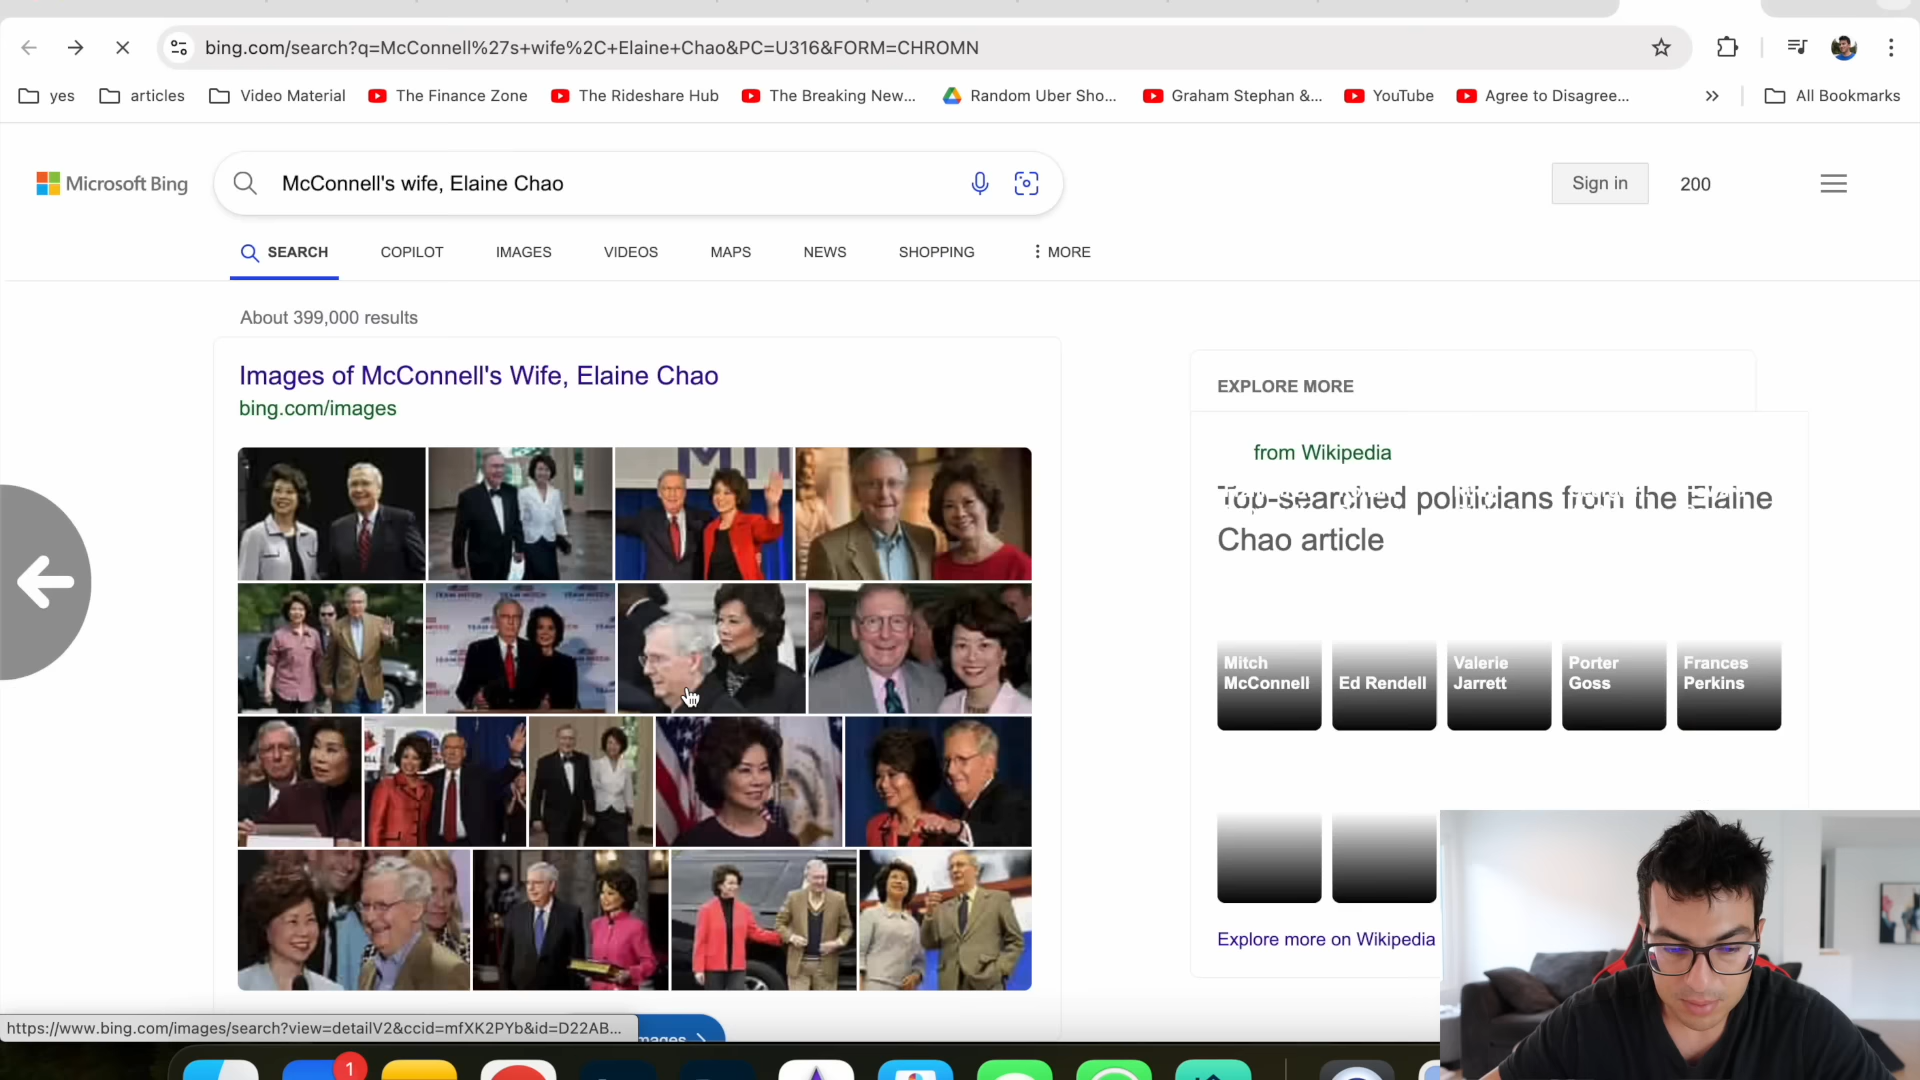 bing.com/search?q=McConnell%27s+wife%2C+Elaine+Chao&PC=U316&FORM=CHROMN
yes articles Video Material The Finance Zone The Rideshare Hub The Breaking New... Random Uber Sho... Graham Stephan &... YouTube Agree to Disagree... » All Bookmarks
Microsoft Bing McConnell's wife, Elaine Chao Sign in 200
SEARCH COPILOT IMAGES VIDEOS MAPS NEWS SHOPPING MORE
About 399,000 results
Images of McConnell's Wife, Elaine Chao
bing.com/images
EXPLORE MORE
from Wikipedia
Top-searched politicians from the Elaine
Chao article
Mitch
McConnell
Ed Rendell
Valerie
Jarrett
Porter
Goss
Frances
Perkins
Explore more on Wikipedia
https://www.bing.com/images/search?view=detailV2&ccid=mfXK2PYb&id=D22AB...
1